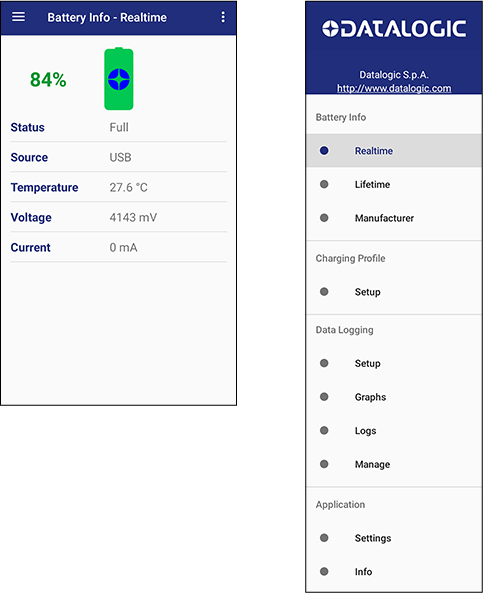 Battery Info - Realtime
84%
Status Full
Source USB
Temperature 27.6 °C
Voltage 4143 mV
Current 0 mA
DATALOGIC
Datalogic S.p.A.
http://www.datalogic.com
Battery Info
Realtime
Lifetime
Manufacturer
Charging Profile
Setup
Data Logging
Setup
Graphs
Logs
Manage
Application
Settings
Info